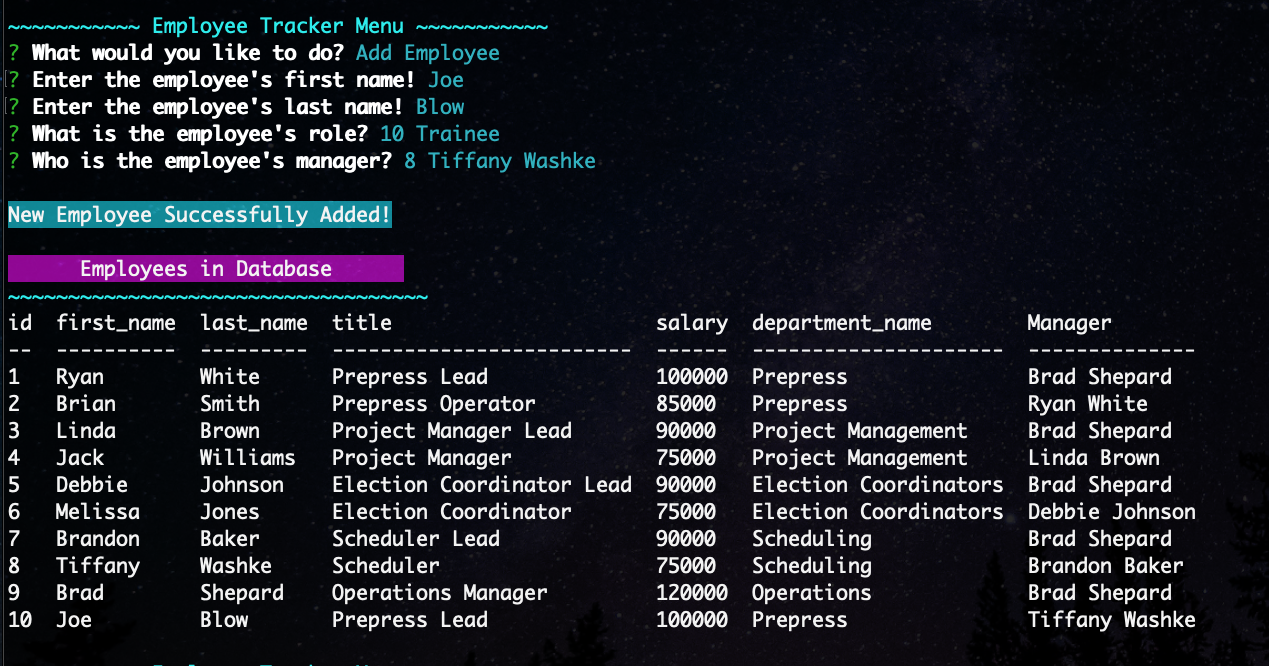 ~~~~~~~~~~~ Employee Tracker Menu ~~~~~~~~~~~
? What would you like to do? Add Employee
? Enter the employee's first name! Joe
? Enter the employee's last name! Blow
? What is the employee's role? 10 Trainee
? Who is the employee's manager? 8 Tiffany Washke
New Employee Successfully Added!
Employees in Database
~~~~~~~~~~~~~~~~~~~~~~~~~~~~~~~~~~~
id  first_name  last_name  title                      salary  department_name        Manager
--  ----------  ---------  -------------------------  ------  ---------------------  --------------
1   Ryan        White      Prepress Lead              100000  Prepress               Brad Shepard
2   Brian       Smith      Prepress Operator          85000   Prepress               Ryan White
3   Linda       Brown      Project Manager Lead       90000   Project Management     Brad Shepard
4   Jack        Williams   Project Manager            75000   Project Management     Linda Brown
5   Debbie      Johnson    Election Coordinator Lead  90000   Election Coordinators  Brad Shepard
6   Melissa     Jones      Election Coordinator       75000   Election Coordinators  Debbie Johnson
7   Brandon     Baker      Scheduler Lead             90000   Scheduling             Brad Shepard
8   Tiffany     Washke     Scheduler                  75000   Scheduling             Brandon Baker
9   Brad        Shepard    Operations Manager         120000  Operations             Brad Shepard
10  Joe         Blow       Prepress Lead              100000  Prepress               Tiffany Washke